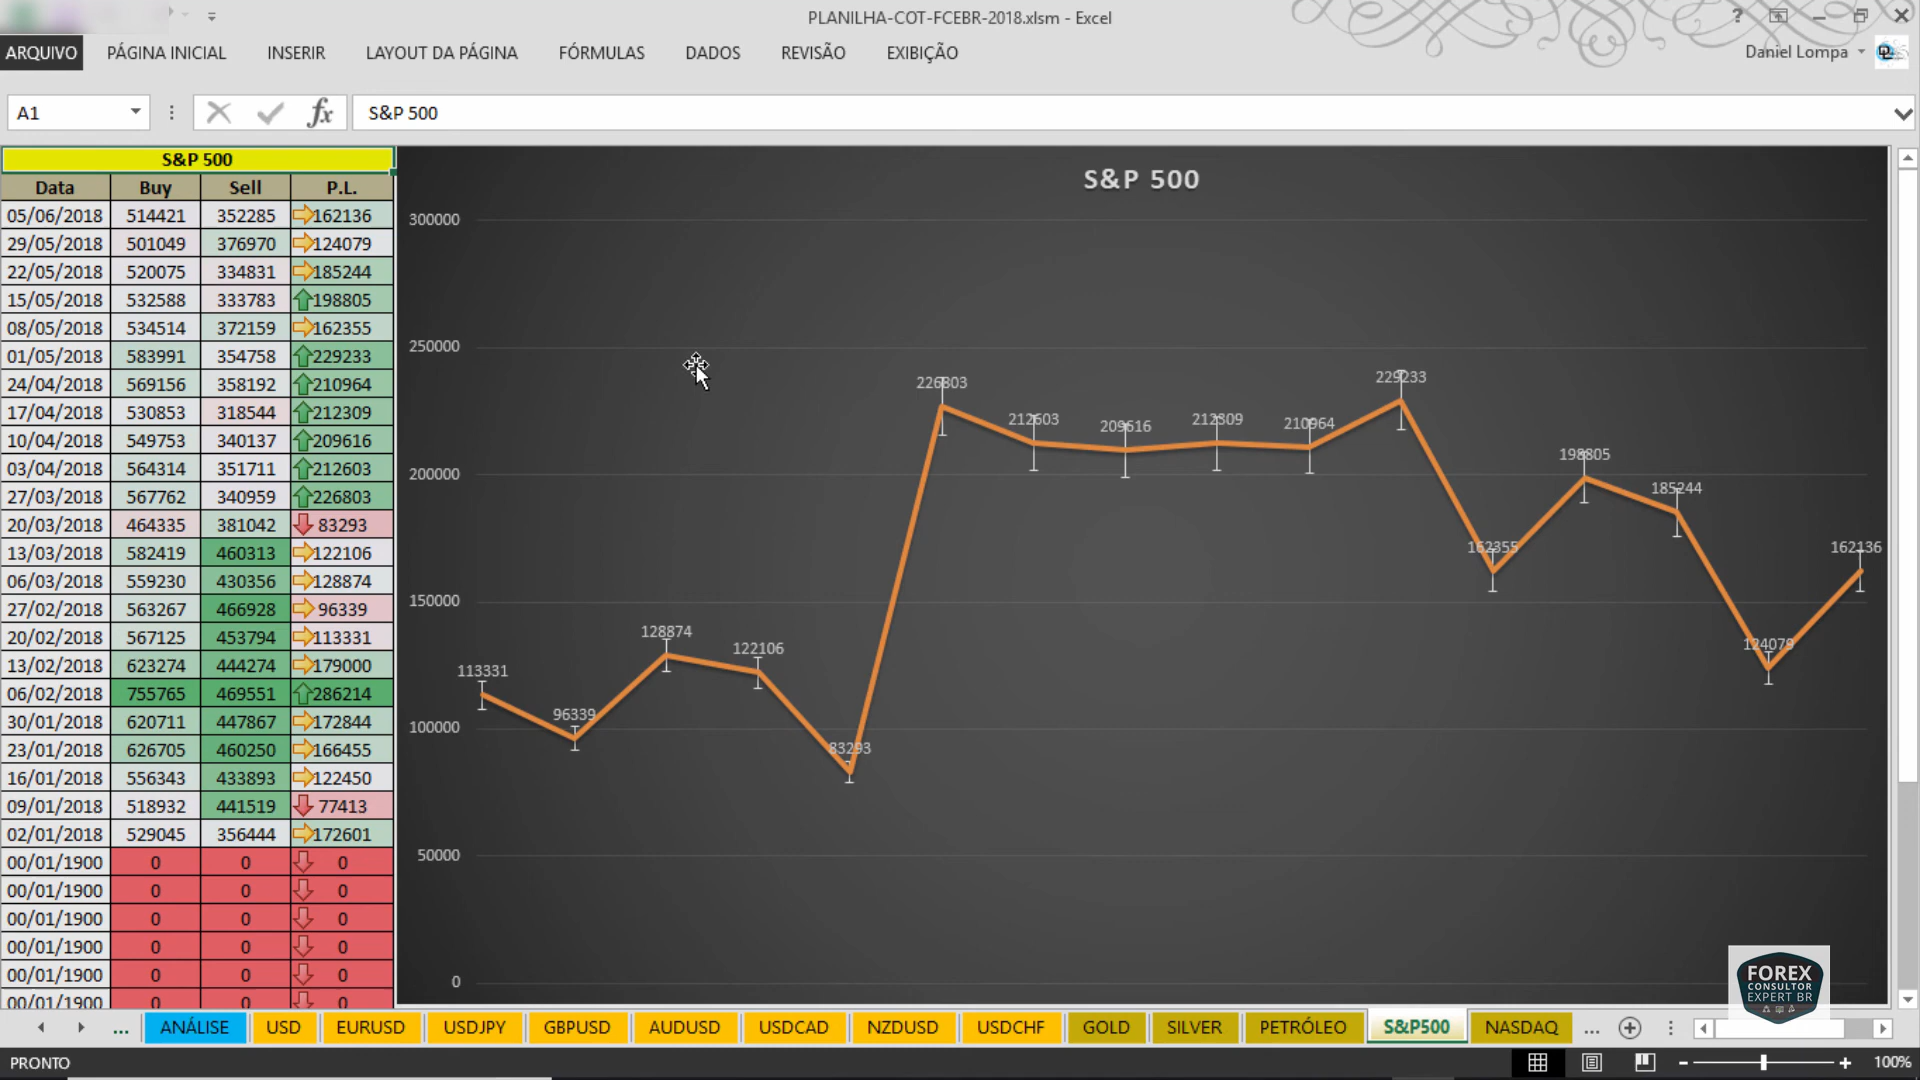 PLANILHA-COT-FCEBR-2018.xlsm - Excel
?
ARQUIVO PÁGINA INICIAL INSERIR LAYOUT DA PÁGINA FÓRMULAS DADOS REVISÃO EXIBIÇÃO Daniel Lompa
A1 fx S&P 500
S&P 500
Data Buy Sell P.L.
05/06/2018 514421 352285 162136
29/05/2018 501049 376970 124079
22/05/2018 520075 334831 185244
15/05/2018 532588 333783 198805
08/05/2018 534514 372159 162355
01/05/2018 583991 354758 229233
24/04/2018 569156 358192 210964
17/04/2018 530853 318544 212309
10/04/2018 549753 340137 209616
03/04/2018 564314 351711 212603
27/03/2018 567762 340959 226803
20/03/2018 464335 381042 83293
13/03/2018 582419 460313 122106
06/03/2018 559230 430356 128874
27/02/2018 563267 466928 96339
20/02/2018 567125 453794 113331
13/02/2018 623274 444274 179000
06/02/2018 755765 469551 286214
30/01/2018 620711 447867 172844
23/01/2018 626705 460250 166455
16/01/2018 556343 433893 122450
09/01/2018 518932 441519 77413
02/01/2018 529045 356444 172601
00/01/1900 0 0 0
00/01/1900 0 0 0
00/01/1900 0 0 0
00/01/1900 0 0 0
00/01/1900 0 0 0
00/01/1900 0 0 0
S&P 500
300000
250000
200000
150000
100000
50000
0
113331
96339
128874
122106
83293
226803
212603
209616
212309
210964
229233
162355
198805
185244
124079
162136
FOREX
CONSULTOR
EXPERT BR
... ANÁLISE USD EURUSD USDJPY GBPUSD AUDUSD USDCAD NZDUSD USDCHF GOLD SILVER PETRÓLEO S&P500 NASDAQ ...
PRONTO 100%